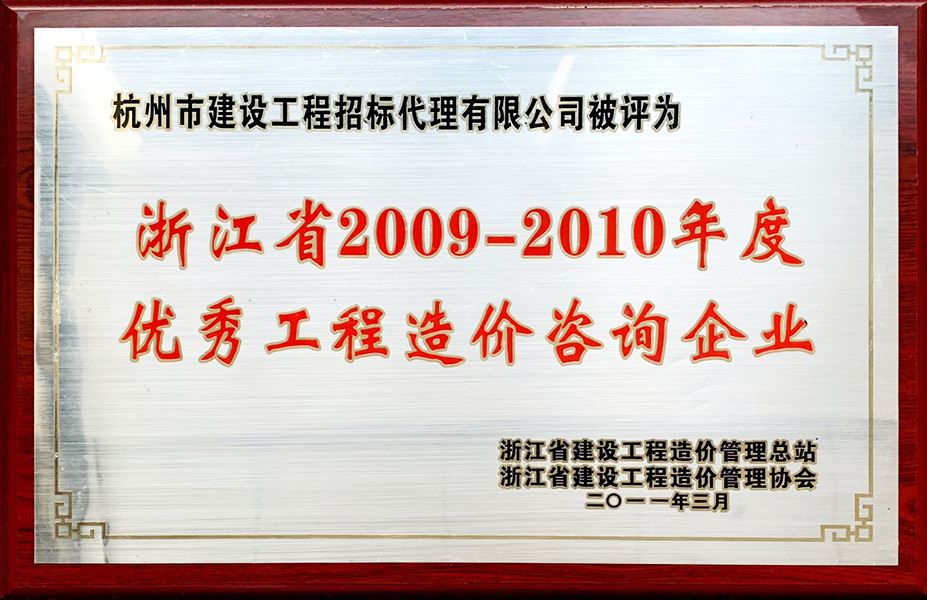 杭州市建设工程招标代理有限公司被评为
浙江省2009-2010年度
优秀工程造价咨询企业
浙江省建设工程造价管理总站
浙江省建设工程造价管理协会
二〇一一年三月